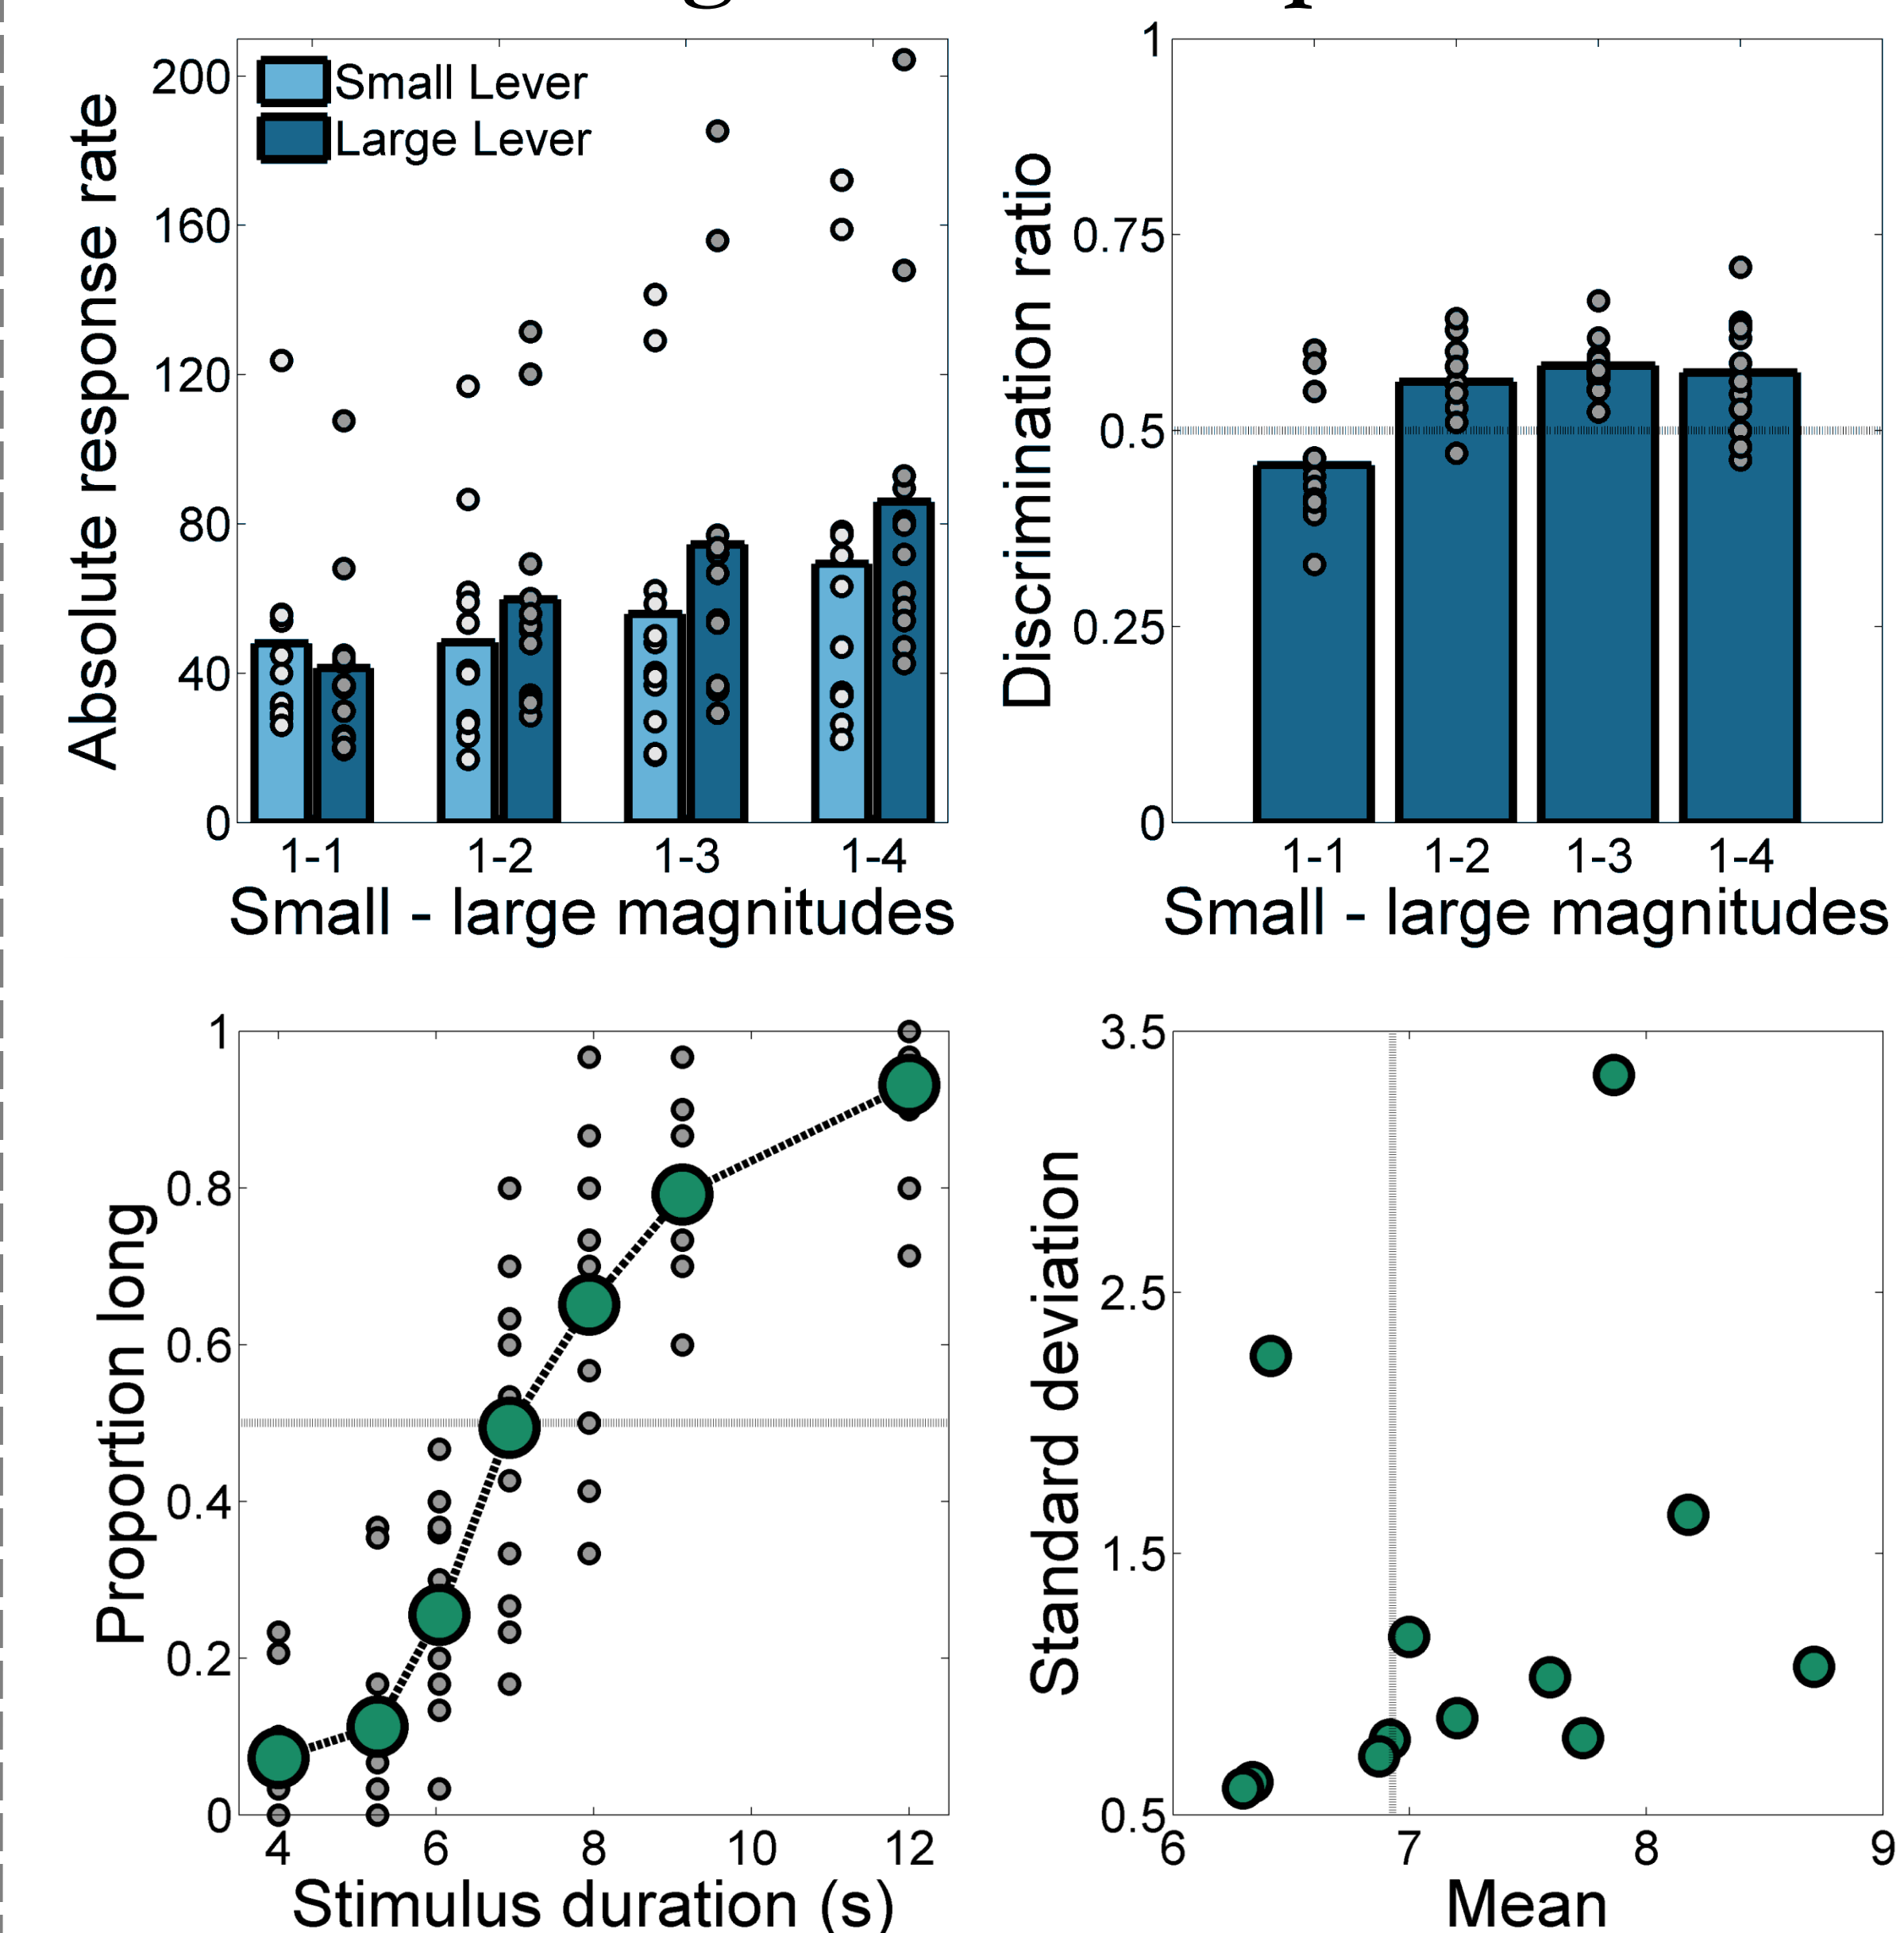 200
160
120
80
40
0
Absolute response rate
Small Lever
Large Lever
1-1 1-2 1-3 1-4
Small - large magnitudes
1
0.75
0.5
0.25
0
Discrimination ratio
1-1 1-2 1-3 1-4
Small - large magnitudes
1
0.8
0.6
0.4
0.2
0
Proportion long
4 6 8 10 12
Stimulus duration (s)
3.5
2.5
1.5
0.5
Standard deviation
6 7 8 9
Mean